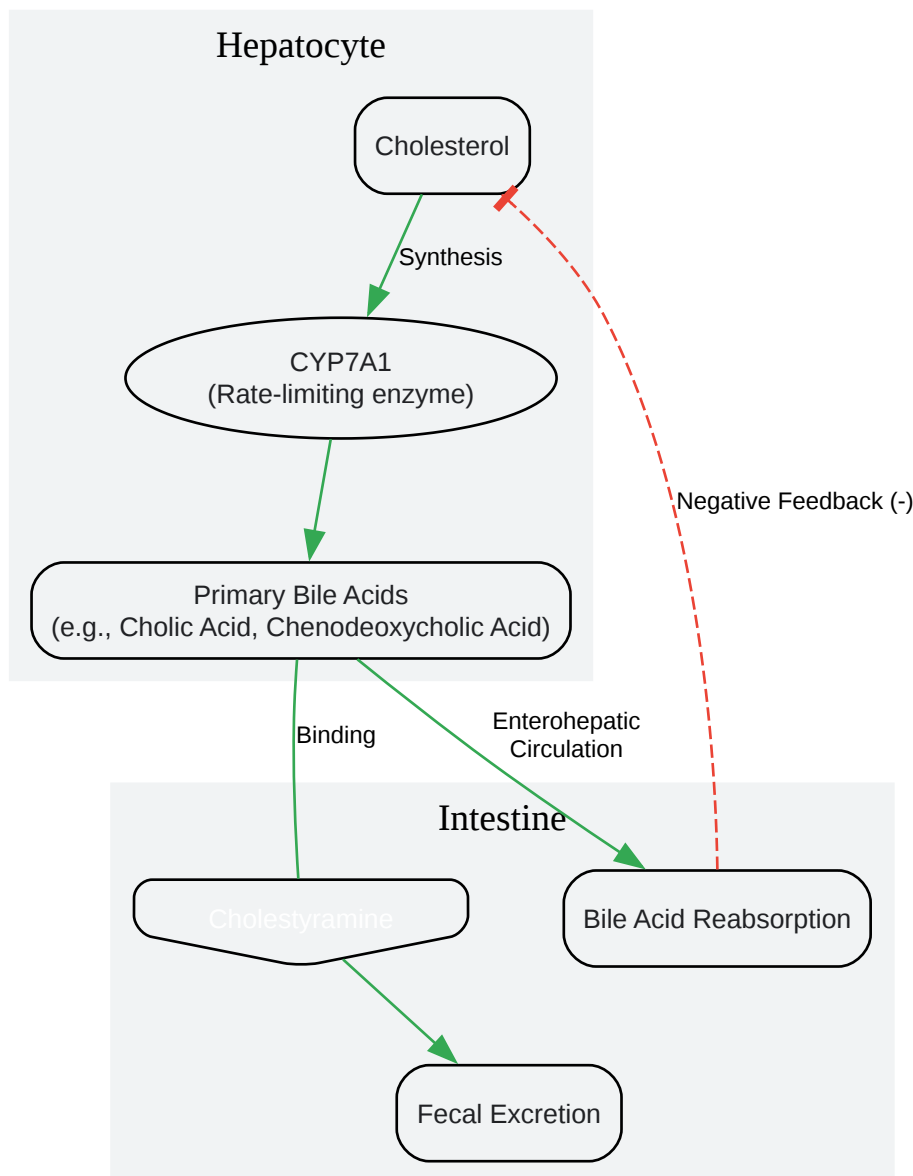 Hepatocyte
Cholesterol
Synthesis
CYP7A1
(Rate-limiting enzyme)
Negative Feedback (-)
Primary Bile Acids
(e.g., Cholic Acid, Chenodeoxycholic Acid)
Enterohepatic
Circulation
Binding
Intestine
Cholestyramine
Bile Acid Reabsorption
Fecal Excretion